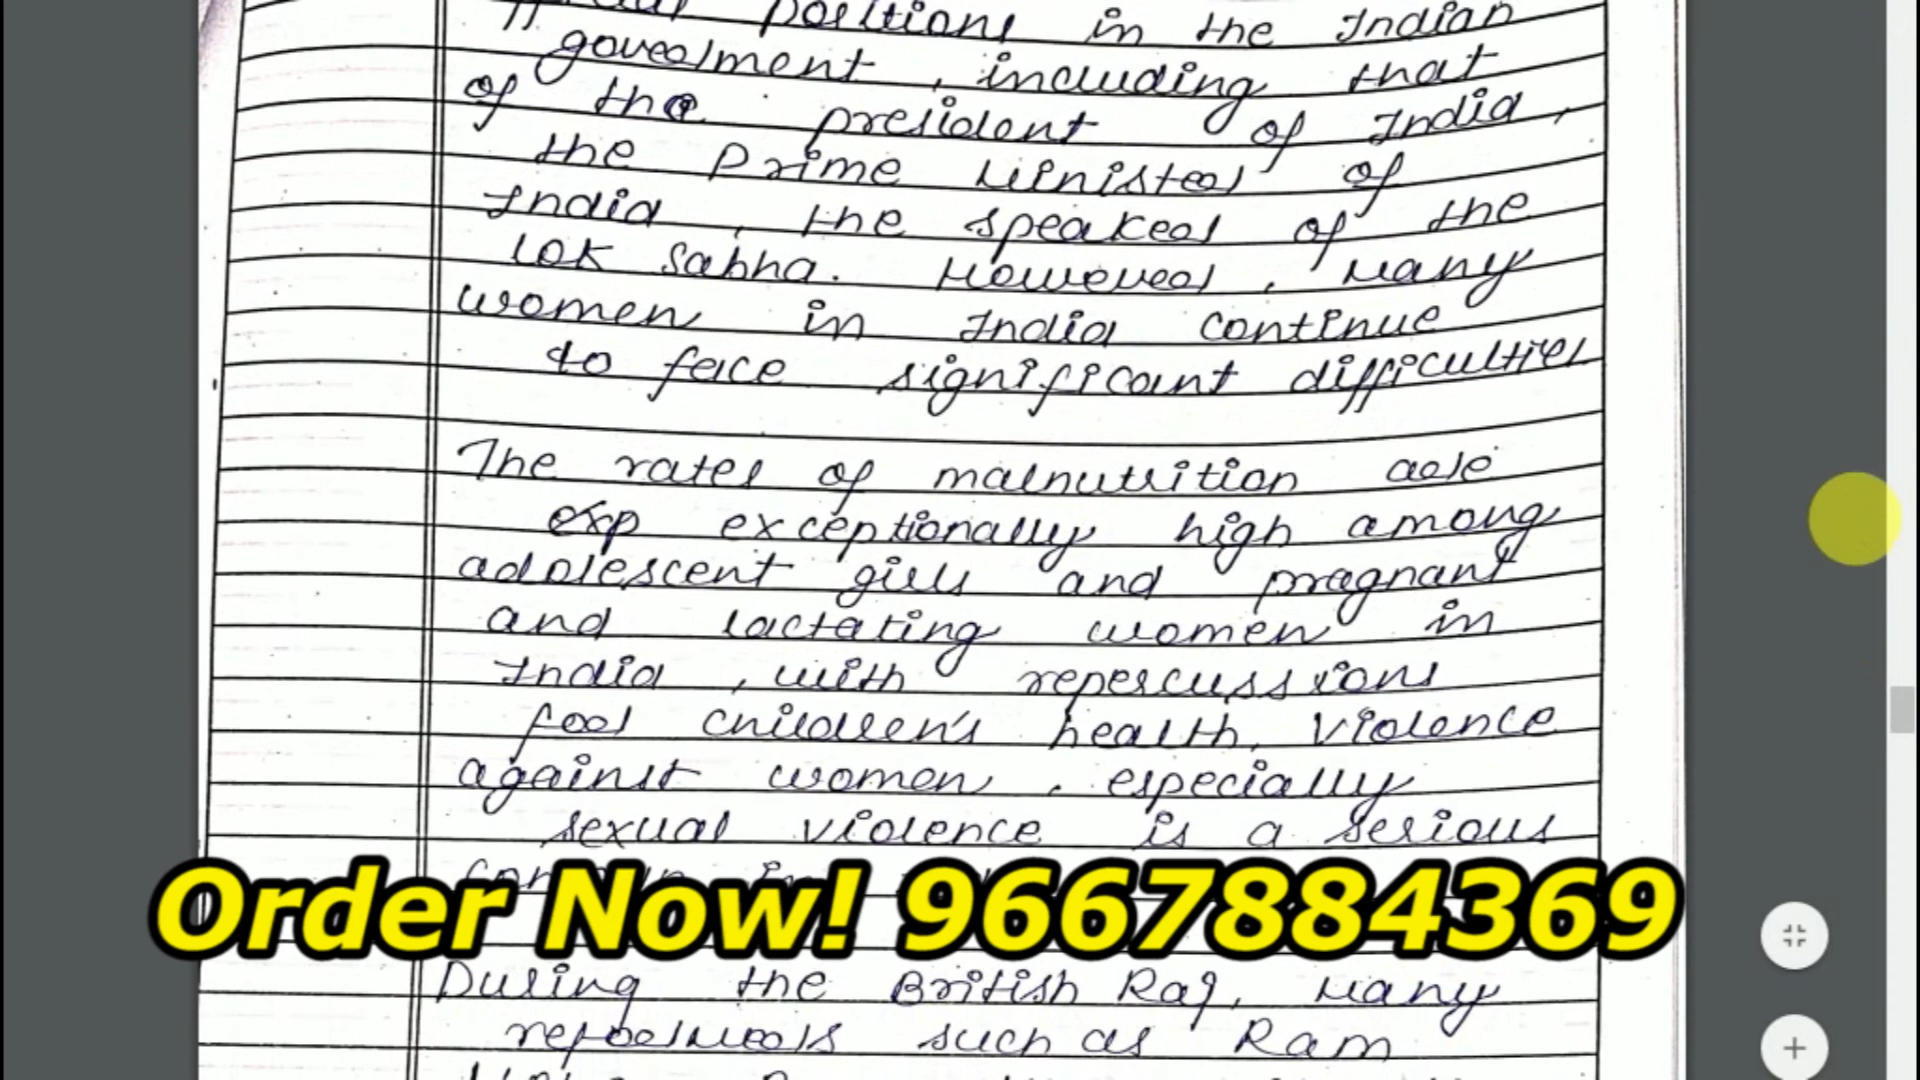 positions in the Indian
government, including that
of the president of India,
the Prime Minister of
India, the speaker of the
Lok Sabha. However, Many
women in India continue
to face significant difficulties
The rates of malnutrition are
exp exceptionally high among
adolescent girls and pragnant
and lactating women in
India, with repercussions
for children's health. Violence
against women, especially
sexual violence is a serious
Order Now! 9667884369
During the British Raj, Many
reformers such as Ram